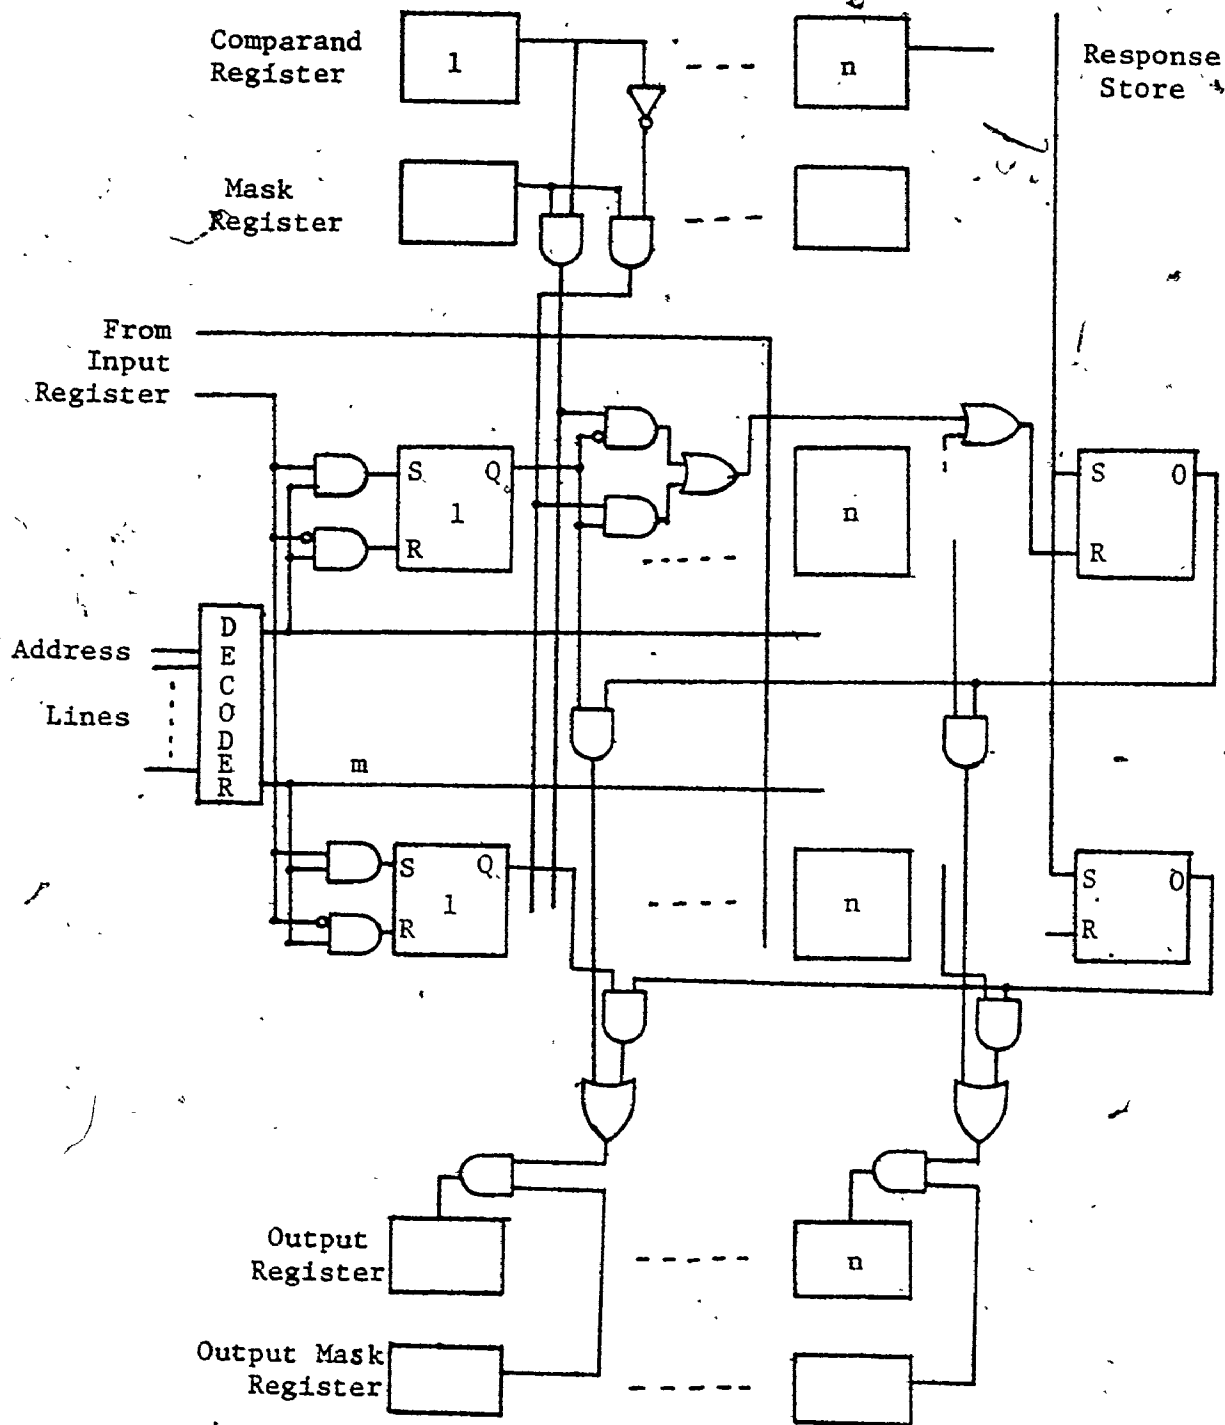 Comparand
Register
1
n
Response
Store
Mask
Register
From
Input
Register
S
Q
1
R
n
S
0
R
DECODER
Address
Lines
m
S
Q
1
R
n
S
0
R
Output
Register
n
Output Mask
Register